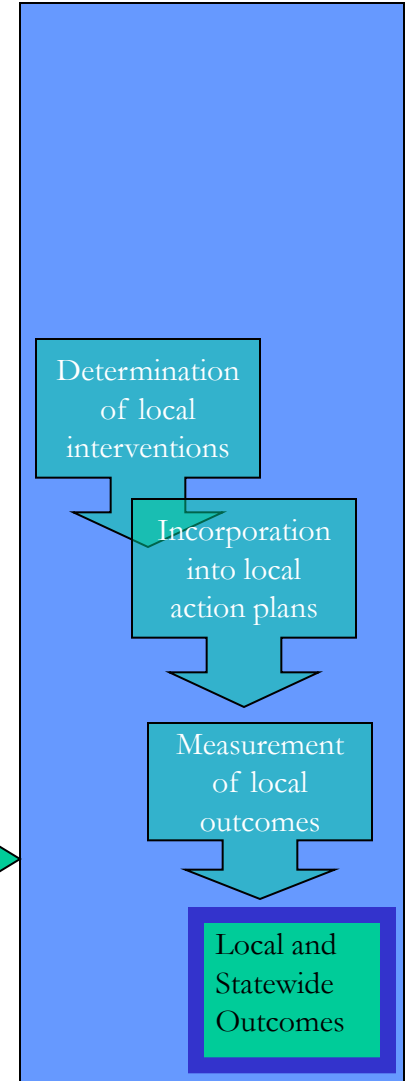 Determination
of local
interventions
Incorporation
into local
action plans
Measurement
of local
outcomes
Local and
Statewide
Outcomes